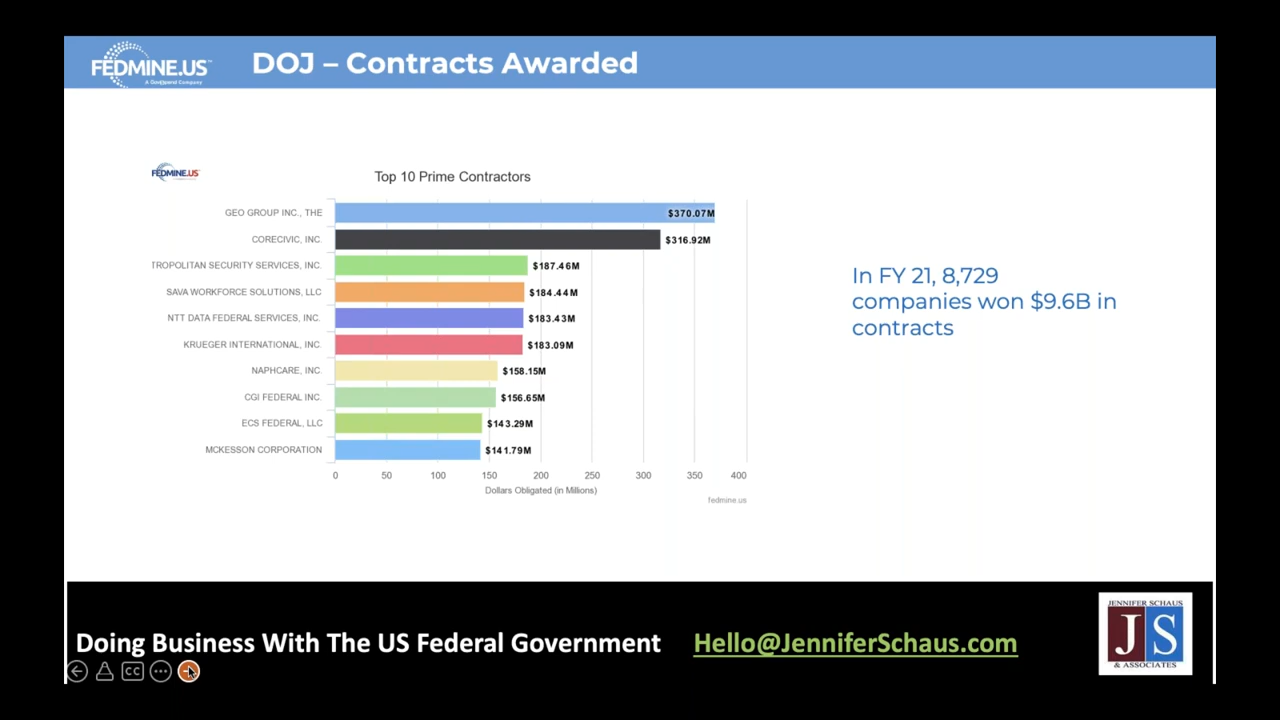 FEDMINE.US
A GovSpend Company
DOJ – Contracts Awarded
FEDMINE.US
Top 10 Prime Contractors
GEO GROUP INC., THE
$370.07M
CORECIVIC, INC.
$316.92M
TROPOLITAN SECURITY SERVICES, INC.
$187.46M
SAVA WORKFORCE SOLUTIONS, LLC
$184.44M
NTT DATA FEDERAL SERVICES, INC.
$183.43M
KRUEGER INTERNATIONAL, INC.
$183.09M
NAPHCARE, INC.
$158.15M
CGI FEDERAL INC.
$156.65M
ECS FEDERAL, LLC
$143.29M
MCKESSON CORPORATION
$141.79M
0 50 100 150 200 250 300 350 400
Dollars Obligated (in Millions)
fedmine.us
In FY 21, 8,729
companies won $9.6B in
contracts
Doing Business With The US Federal Government Hello@JenniferSchaus.com
JENNIFER SCHAUS
JS
& ASSOCIATES
CC